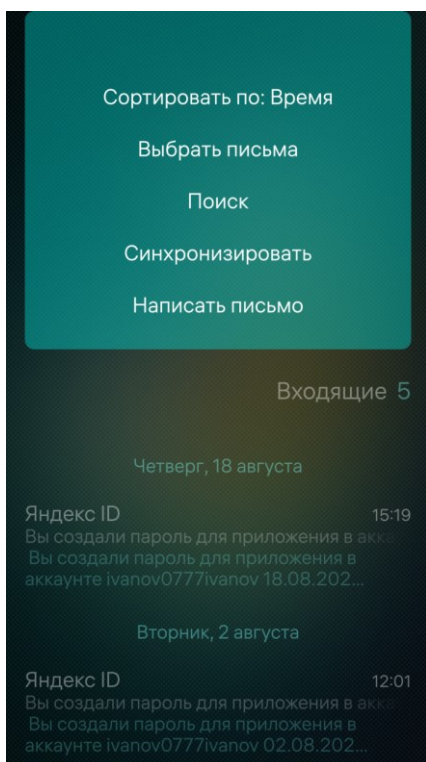 Сортировать по: Время
Выбрать письма
Поиск
Синхронизировать
Написать письмо
Входящие 5
Четверг, 18 августа
Яндекс ID 15:19
Вы создали пароль для приложения в акка
Вы создали пароль для приложения в
аккаунте ivanov0777ivanov 18.08.202...
Вторник, 2 августа
Яндекс ID 12:01
Вы создали пароль для приложения в акка
Вы создали пароль для приложения в
аккаунте ivanov0777ivanov 02.08.202...